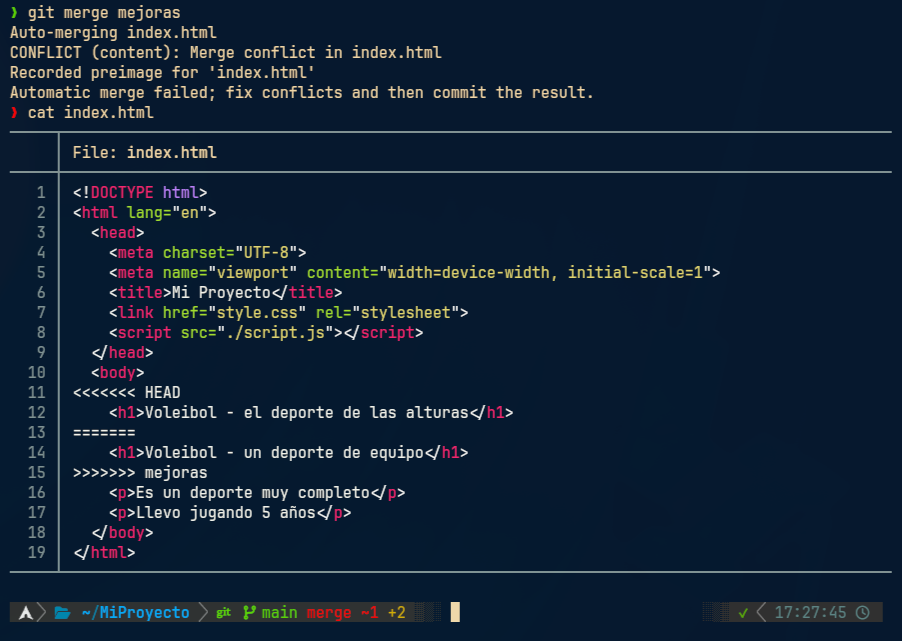 ❯ git merge mejoras
Auto-merging index.html
CONFLICT (content): Merge conflict in index.html
Recorded preimage for 'index.html'
Automatic merge failed; fix conflicts and then commit the result.
❯ cat index.html
File: index.html
1 <!DOCTYPE html>
2 <html lang="en">
3   <head>
4     <meta charset="UTF-8">
5     <meta name="viewport" content="width=device-width, initial-scale=1">
6     <title>Mi Proyecto</title>
7     <link href="style.css" rel="stylesheet">
8     <script src="./script.js"></script>
9   </head>
10   <body>
11 <<<<<<< HEAD
12     <h1>Voleibol - el deporte de las alturas</h1>
13 =======
14     <h1>Voleibol - un deporte de equipo</h1>
15 >>>>>>> mejoras
16     <p>Es un deporte muy completo</p>
17     <p>Llevo jugando 5 años</p>
18   </body>
19 </html>
~/MiProyecto git main merge ~1 +2 ✓ 17:27:45